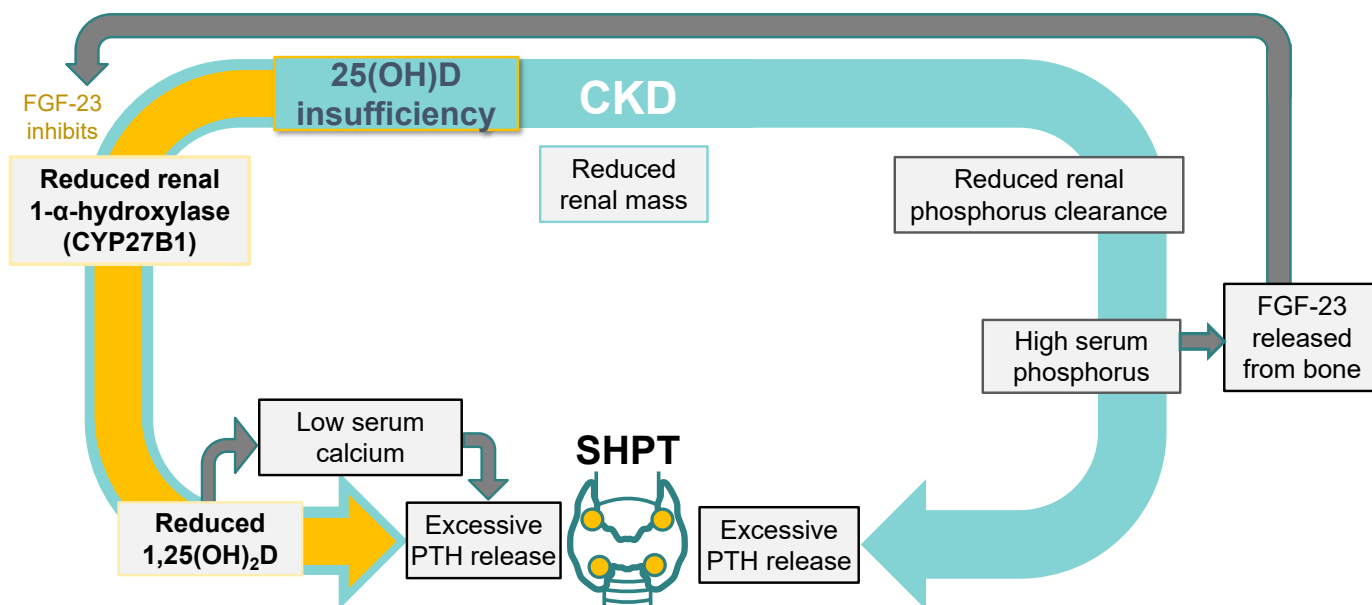 25(OH)D
insufficiency
CKD
FGF-23
inhibits
Reduced renal
1-α-hydroxylase
(CYP27B1)
Reduced
renal mass
Reduced renal
phosphorus clearance
High serum
phosphorus
FGF-23
released
from bone
Low serum
calcium
SHPT
Reduced
1,25(OH)₂D
Excessive
PTH release
Excessive
PTH release